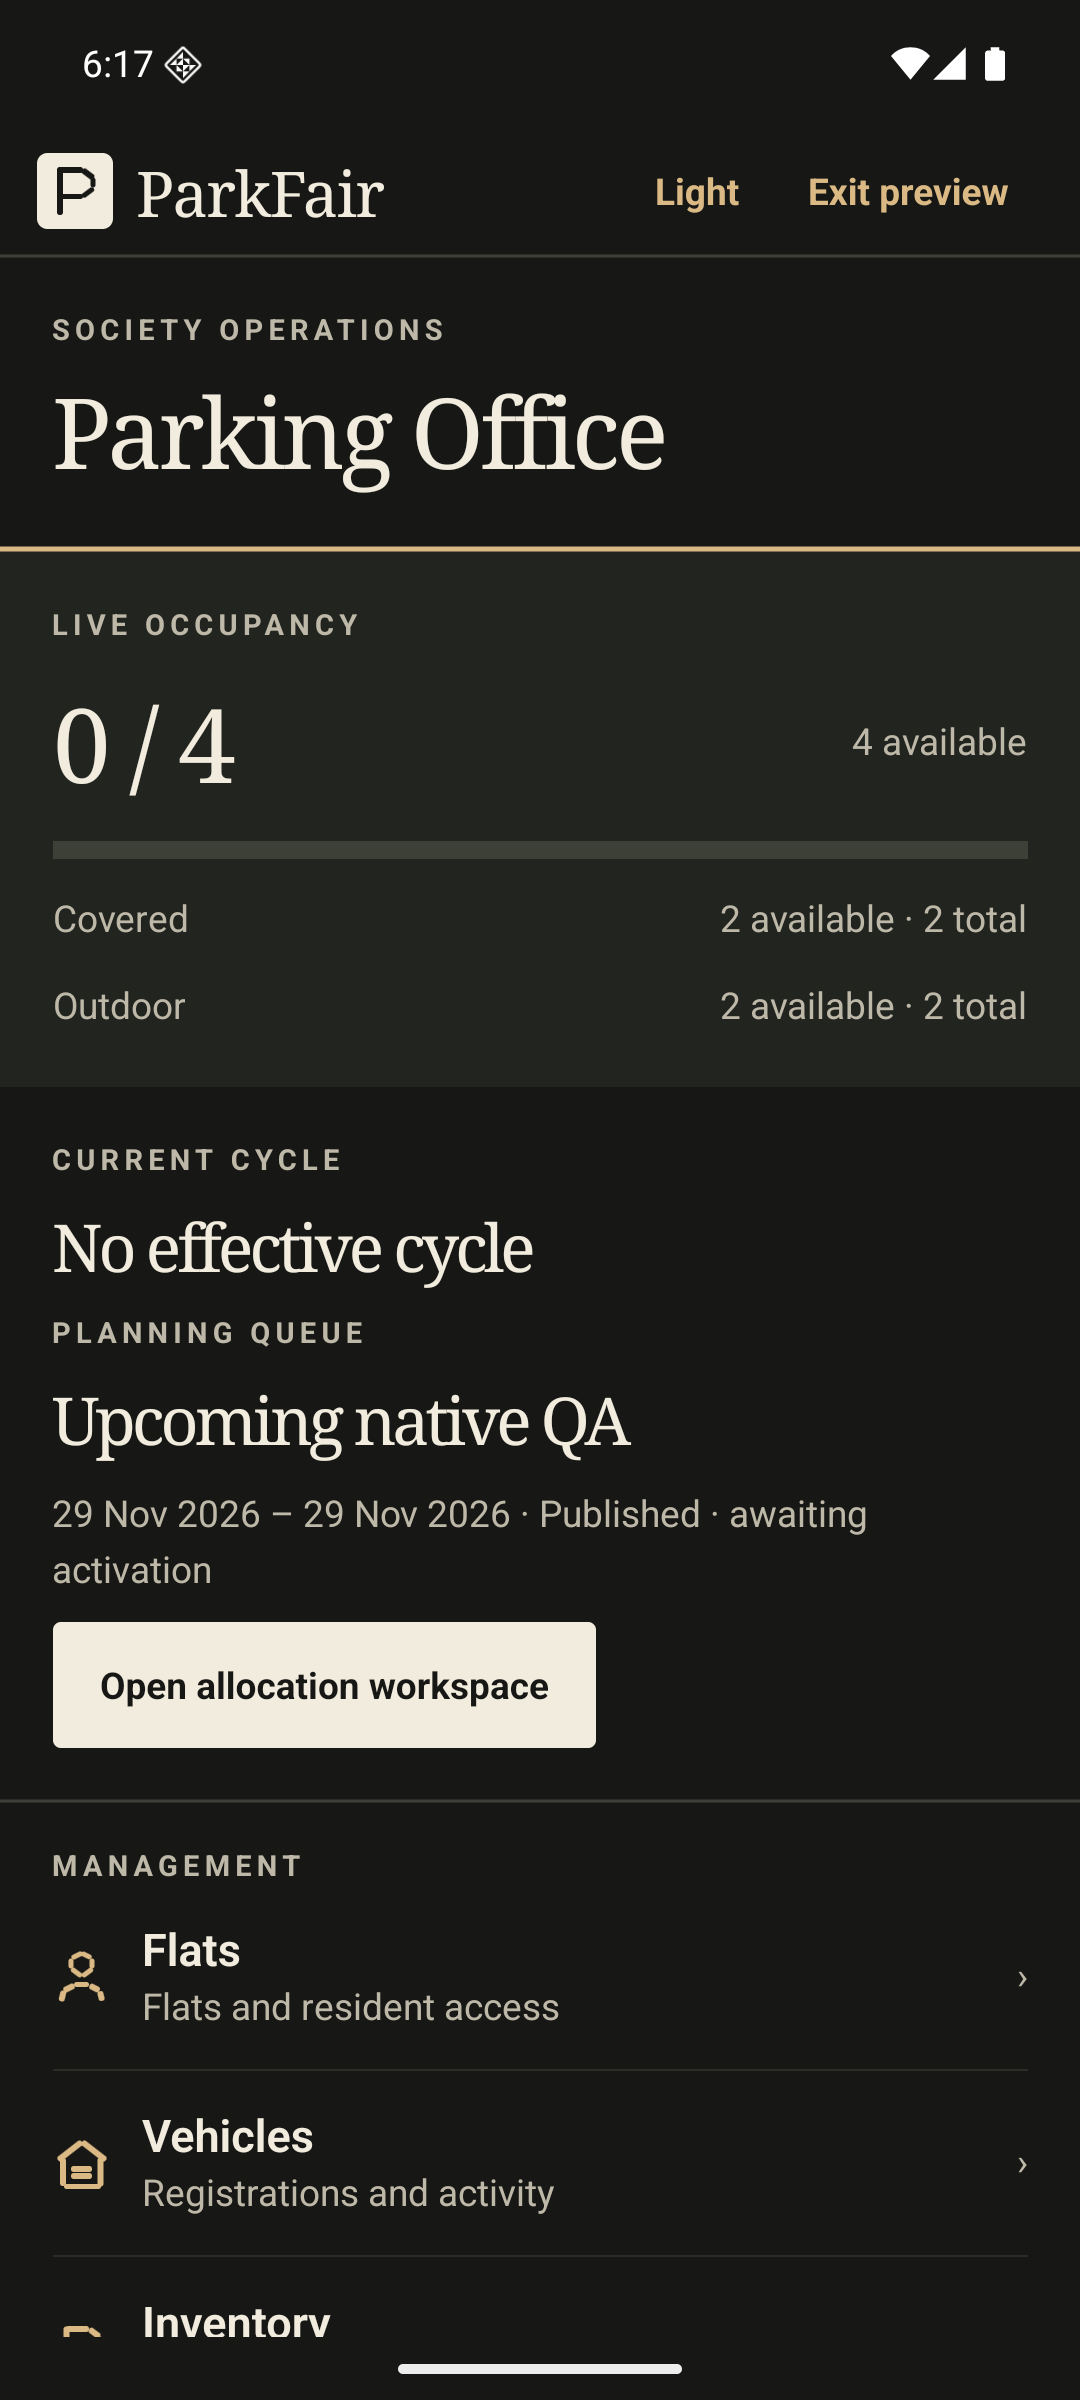 6:17
P ParkFair Light Exit preview
SOCIETY OPERATIONS
Parking Office
LIVE OCCUPANCY
0 / 4 4 available
Covered 2 available · 2 total
Outdoor 2 available · 2 total
CURRENT CYCLE
No effective cycle
PLANNING QUEUE
Upcoming native QA
29 Nov 2026 – 29 Nov 2026 · Published · awaiting
activation
Open allocation workspace
MANAGEMENT
Flats
Flats and resident access
Vehicles
Registrations and activity
Inventory